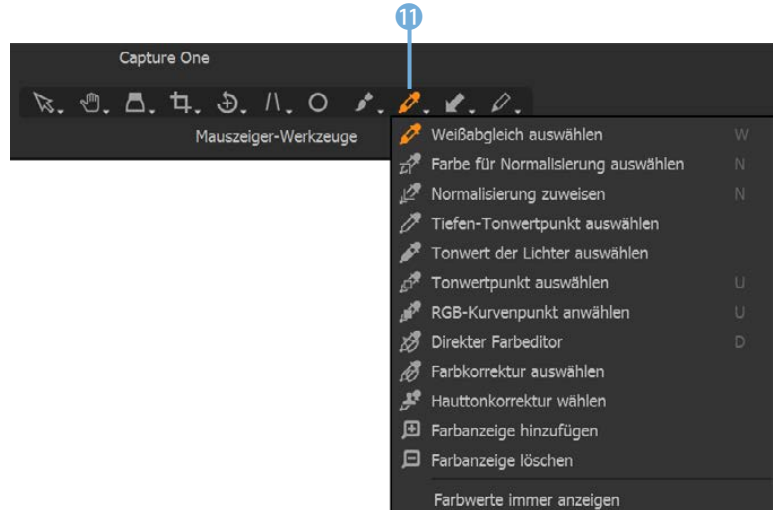 11
Capture One
Mauszeiger-Werkzeuge
Weißabgleich auswählen W
Farbe für Normalisierung auswählen N
Normalisierung zuweisen N
Tiefen-Tonwertpunkt auswählen
Tonwert der Lichter auswählen
Tonwertpunkt auswählen U
RGB-Kurvenpunkt anwählen U
Direkter Farbeditor D
Farbkorrektur auswählen
Hauttonkorrektur wählen
Farbanzeige hinzufügen
Farbanzeige löschen
Farbwerte immer anzeigen